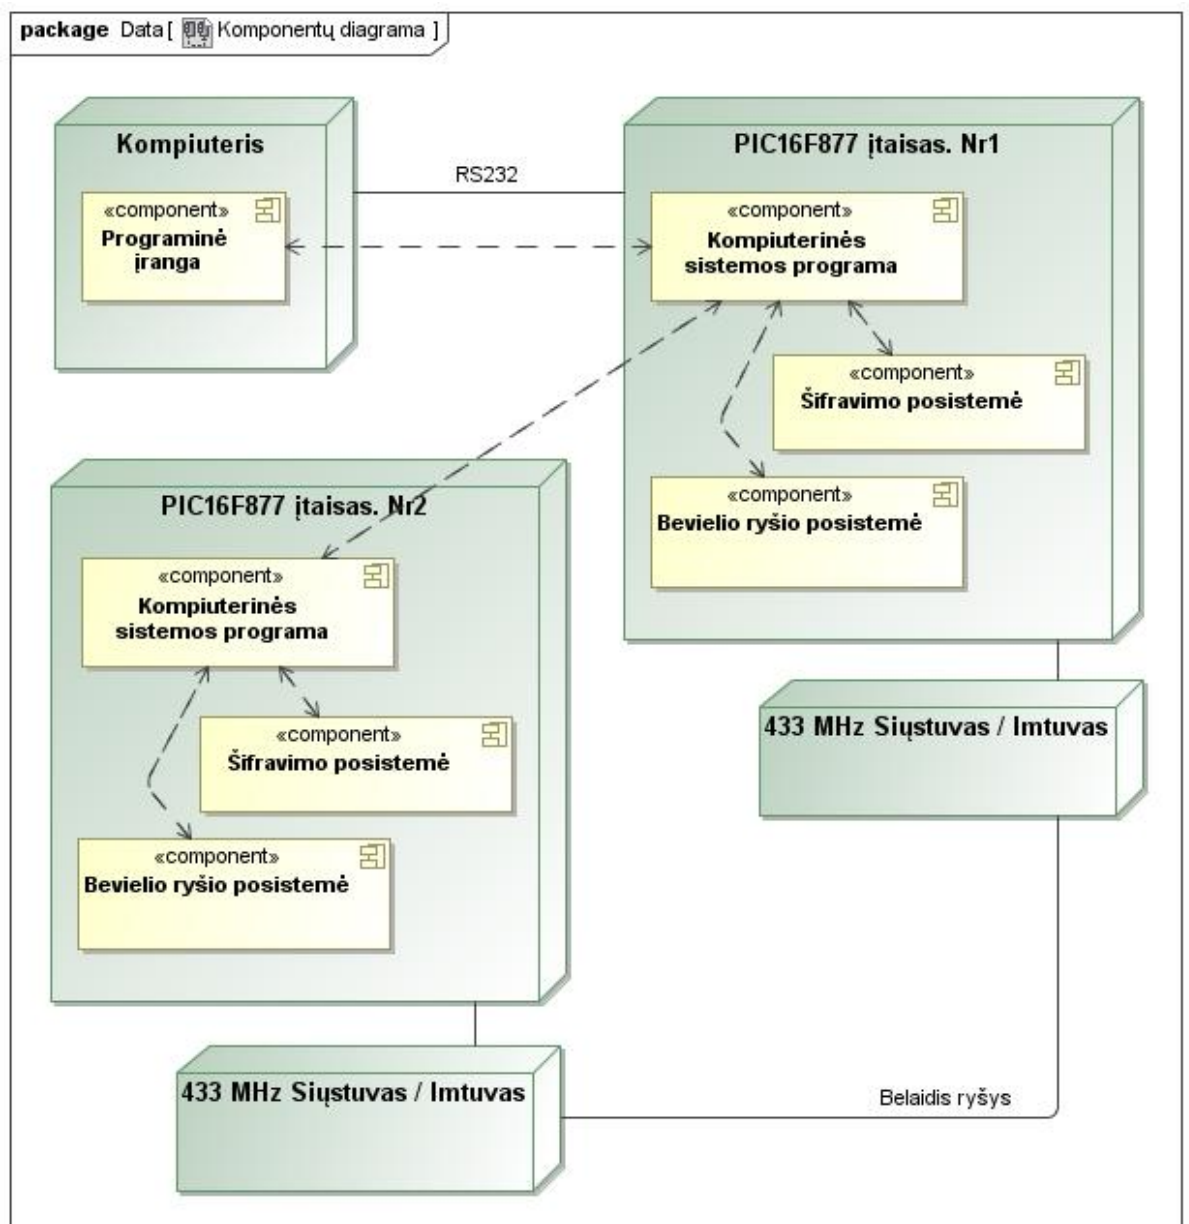 package Data [ Komponentų diagrama ]
Kompiuteris
«component»
Programinė
įranga
RS232
PIC16F877 įtaisas. Nr1
«component»
Kompiuterinės
sistemos programa
«component»
Šifravimo posistemė
«component»
Bevielio ryšio posistemė
PIC16F877 įtaisas. Nr2
«component»
Kompiuterinės
sistemos programa
«component»
Šifravimo posistemė
«component»
Bevielio ryšio posistemė
433 MHz Siųstuvas / Imtuvas
433 MHz Siųstuvas / Imtuvas
Belaidis ryšys